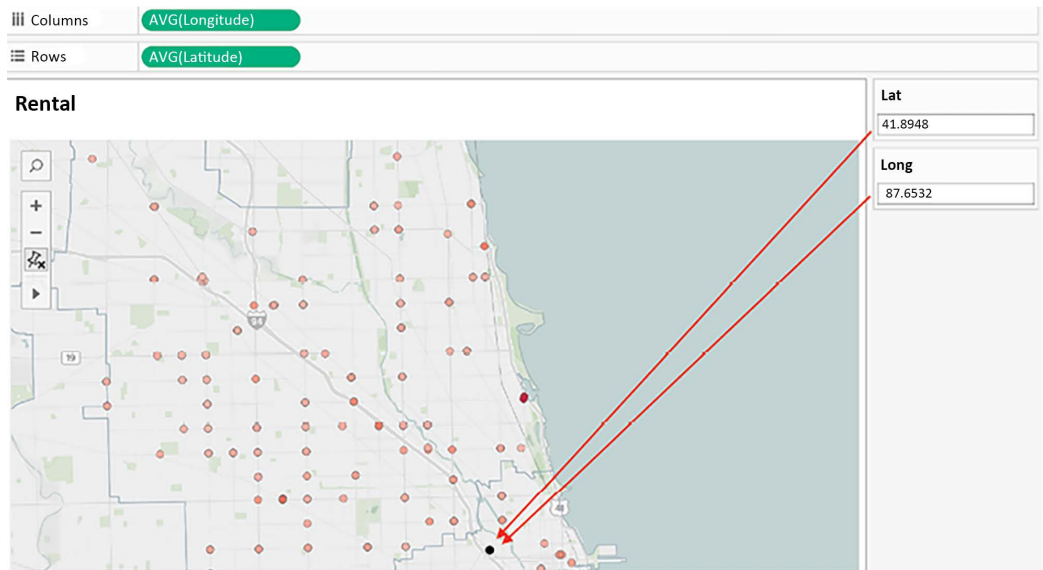 Columns
AVG(Longitude)
Rows
AVG(Latitude)
Rental
Lat
41.8948
Long
87.6532
94
19
41